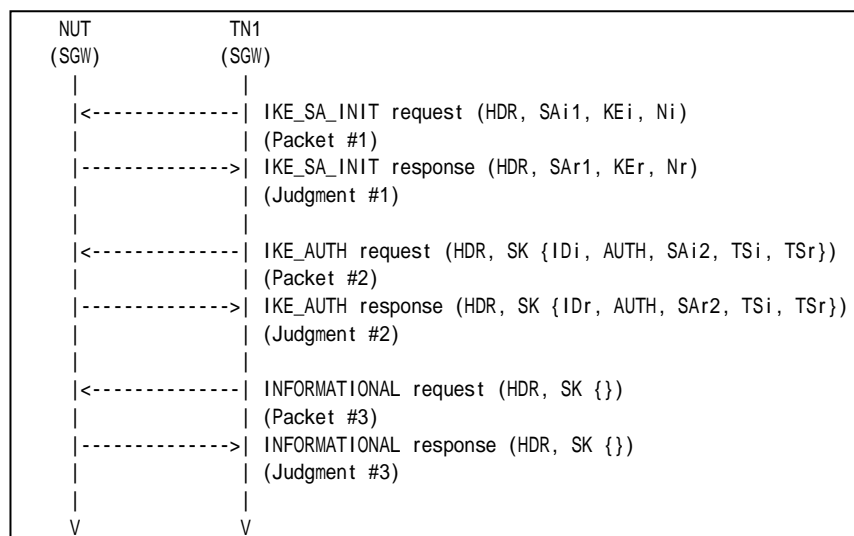 NUT TN1
(SGW) (SGW)
| |
|<--------------| IKE_SA_INIT request (HDR, SAi1, KEi, Ni)
| | (Packet #1)
|-------------->| IKE_SA_INIT response (HDR, SAr1, KEr, Nr)
| | (Judgment #1)
| |
|<--------------| IKE_AUTH request (HDR, SK {IDi, AUTH, SAi2, TSi, TSr})
| | (Packet #2)
|-------------->| IKE_AUTH response (HDR, SK {IDr, AUTH, SAr2, TSi, TSr})
| | (Judgment #2)
| |
|<--------------| INFORMATIONAL request (HDR, SK {})
| | (Packet #3)
|-------------->| INFORMATIONAL response (HDR, SK {})
| | (Judgment #3)
| |
V V